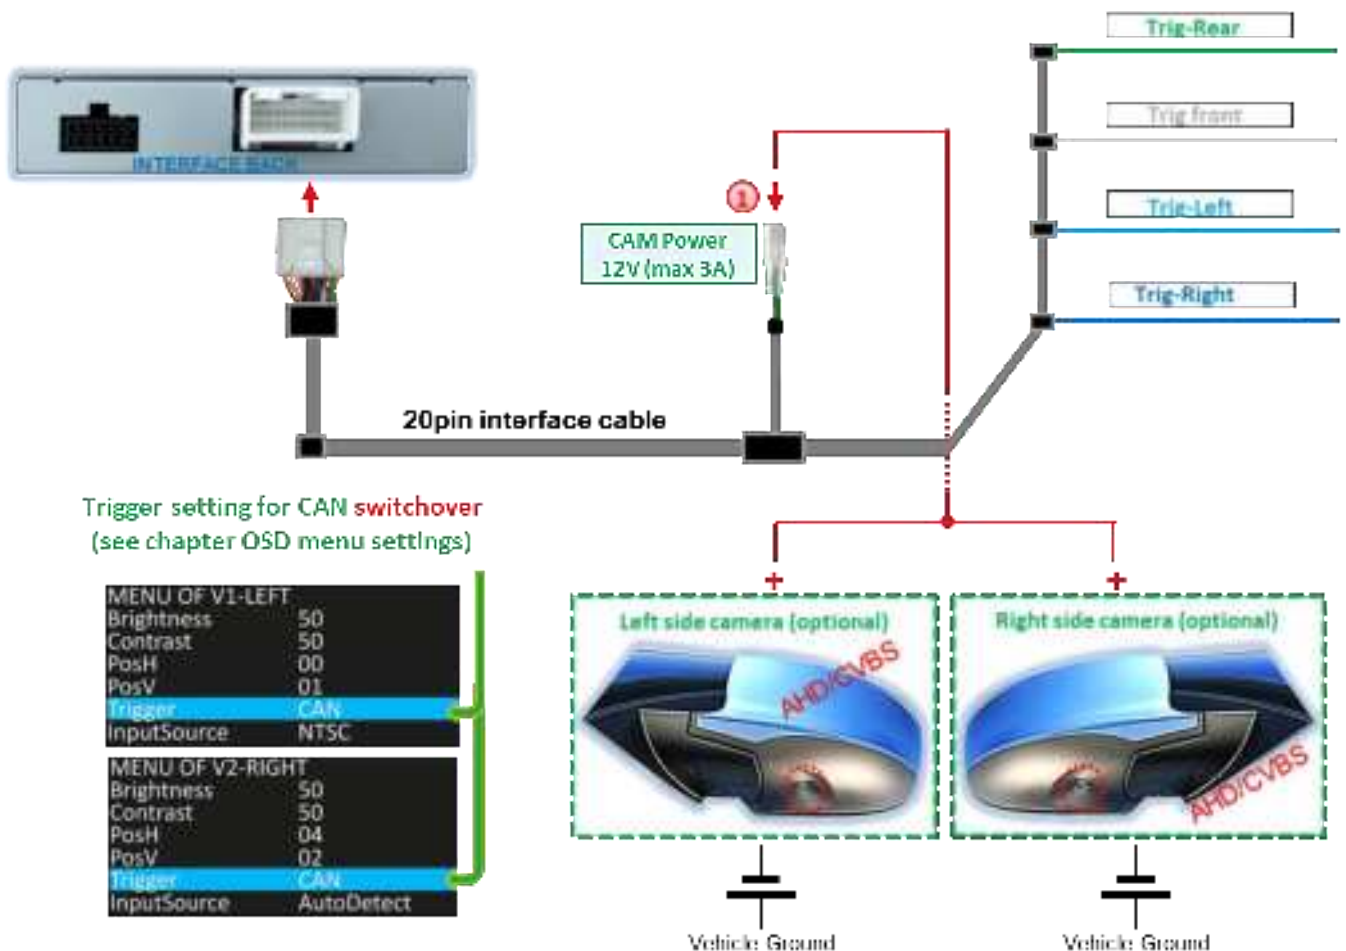 Trig-Rear
Trig front
INTERFACE BACK
1
Trig-Left
CAM Power
12V (max 3A)
Trig-Right
20pin interface cable
Trigger setting for CAN switchover
(see chapter OSD menu settings)
+
+
MENU OF V1-LEFT
Brightness 50
Contrast 50
PosH 00
PosV 01
Trigger CAN
InputSource NTSC
MENU OF V2-RIGHT
Brightness 50
Contrast 50
PosH 04
PosV 02
Trigger CAN
InputSource AutoDetect
Left side camera (optional)
AHD/CVBS
Vehicle Ground
Right side camera (optional)
AHD/CVBS
Vehicle Ground